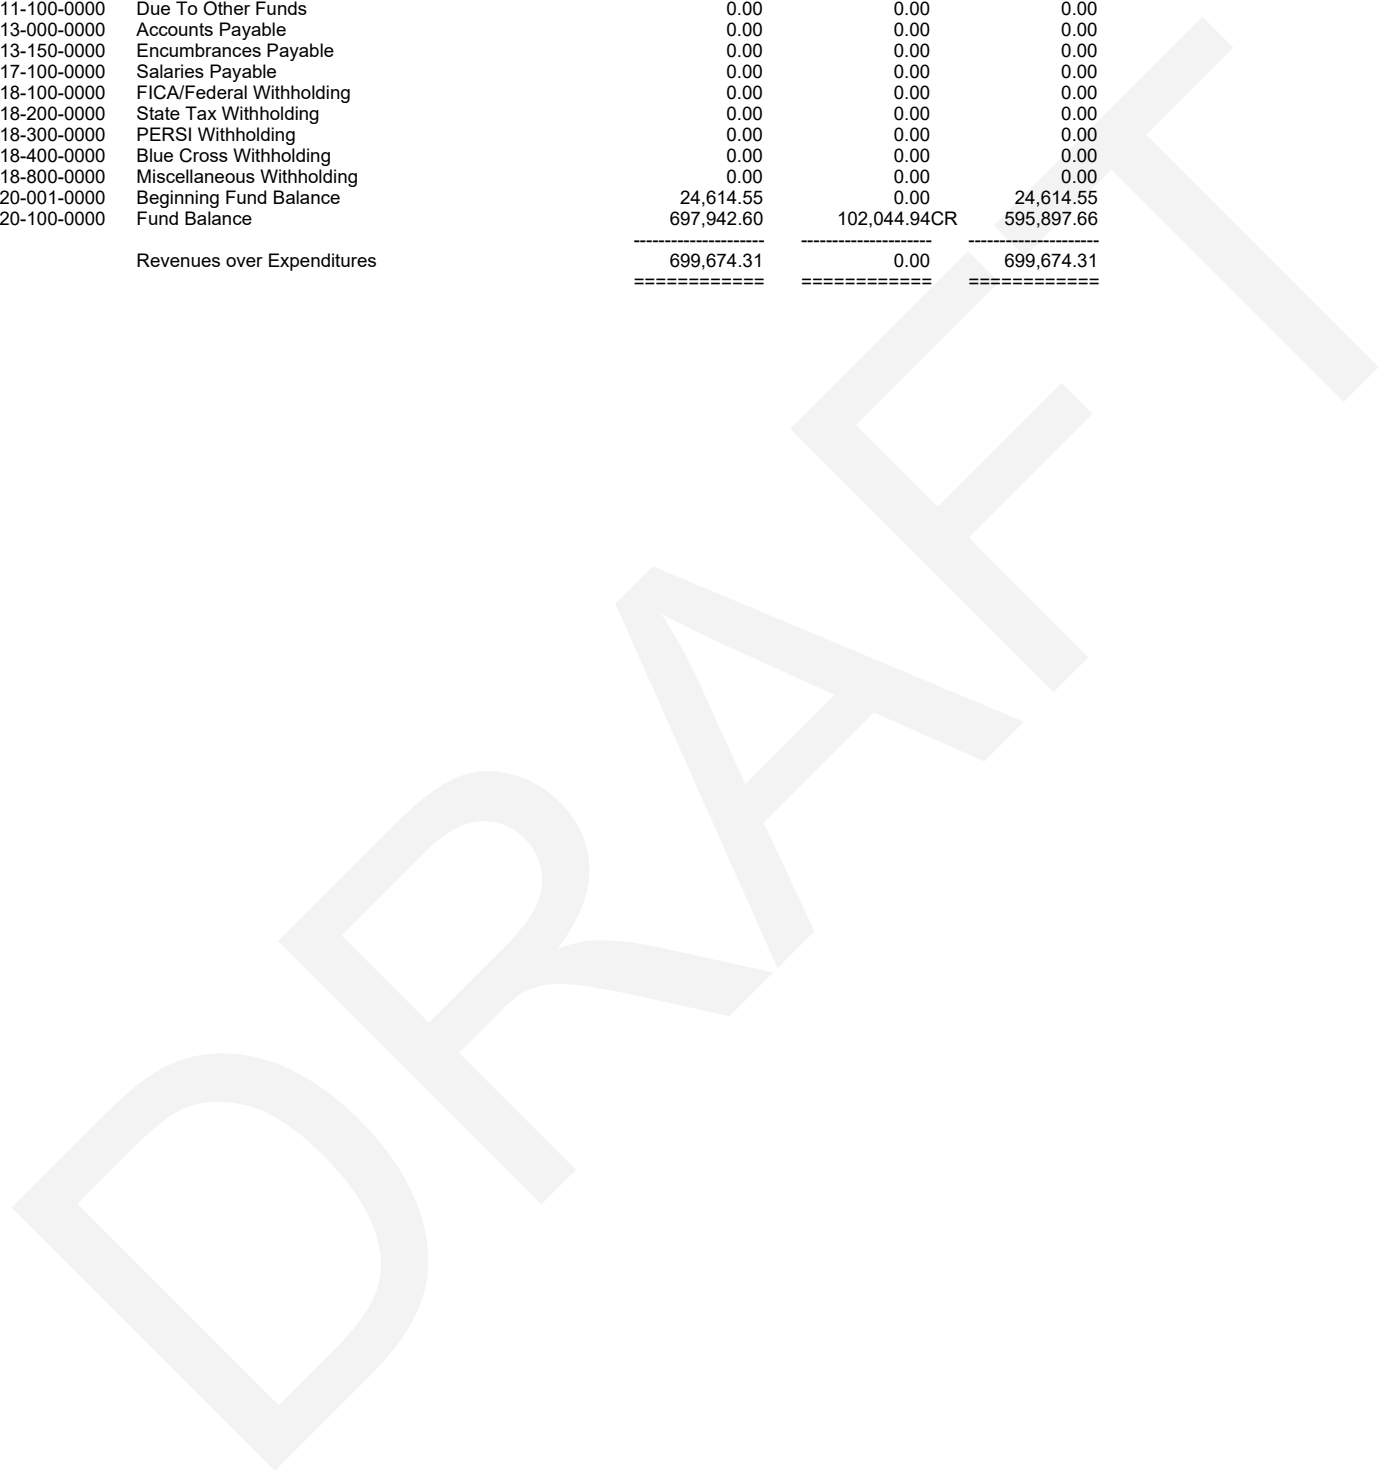 11-100-0000 Due To Other Funds 0.00 0.00 0.00
13-000-0000 Accounts Payable 0.00 0.00 0.00
13-150-0000 Encumbrances Payable 0.00 0.00 0.00
17-100-0000 Salaries Payable 0.00 0.00 0.00
18-100-0000 FICA/Federal Withholding 0.00 0.00 0.00
18-200-0000 State Tax Withholding 0.00 0.00 0.00
18-300-0000 PERSI Withholding 0.00 0.00 0.00
18-400-0000 Blue Cross Withholding 0.00 0.00 0.00
18-800-0000 Miscellaneous Withholding 0.00 0.00 0.00
20-001-0000 Beginning Fund Balance 24,614.55 0.00 24,614.55
20-100-0000 Fund Balance 697,942.60 102,044.94CR 595,897.66
--------------------- --------------------- ---------------------
Revenues over Expenditures 699,674.31 0.00 699,674.31
============ ============ ============
DRAFT